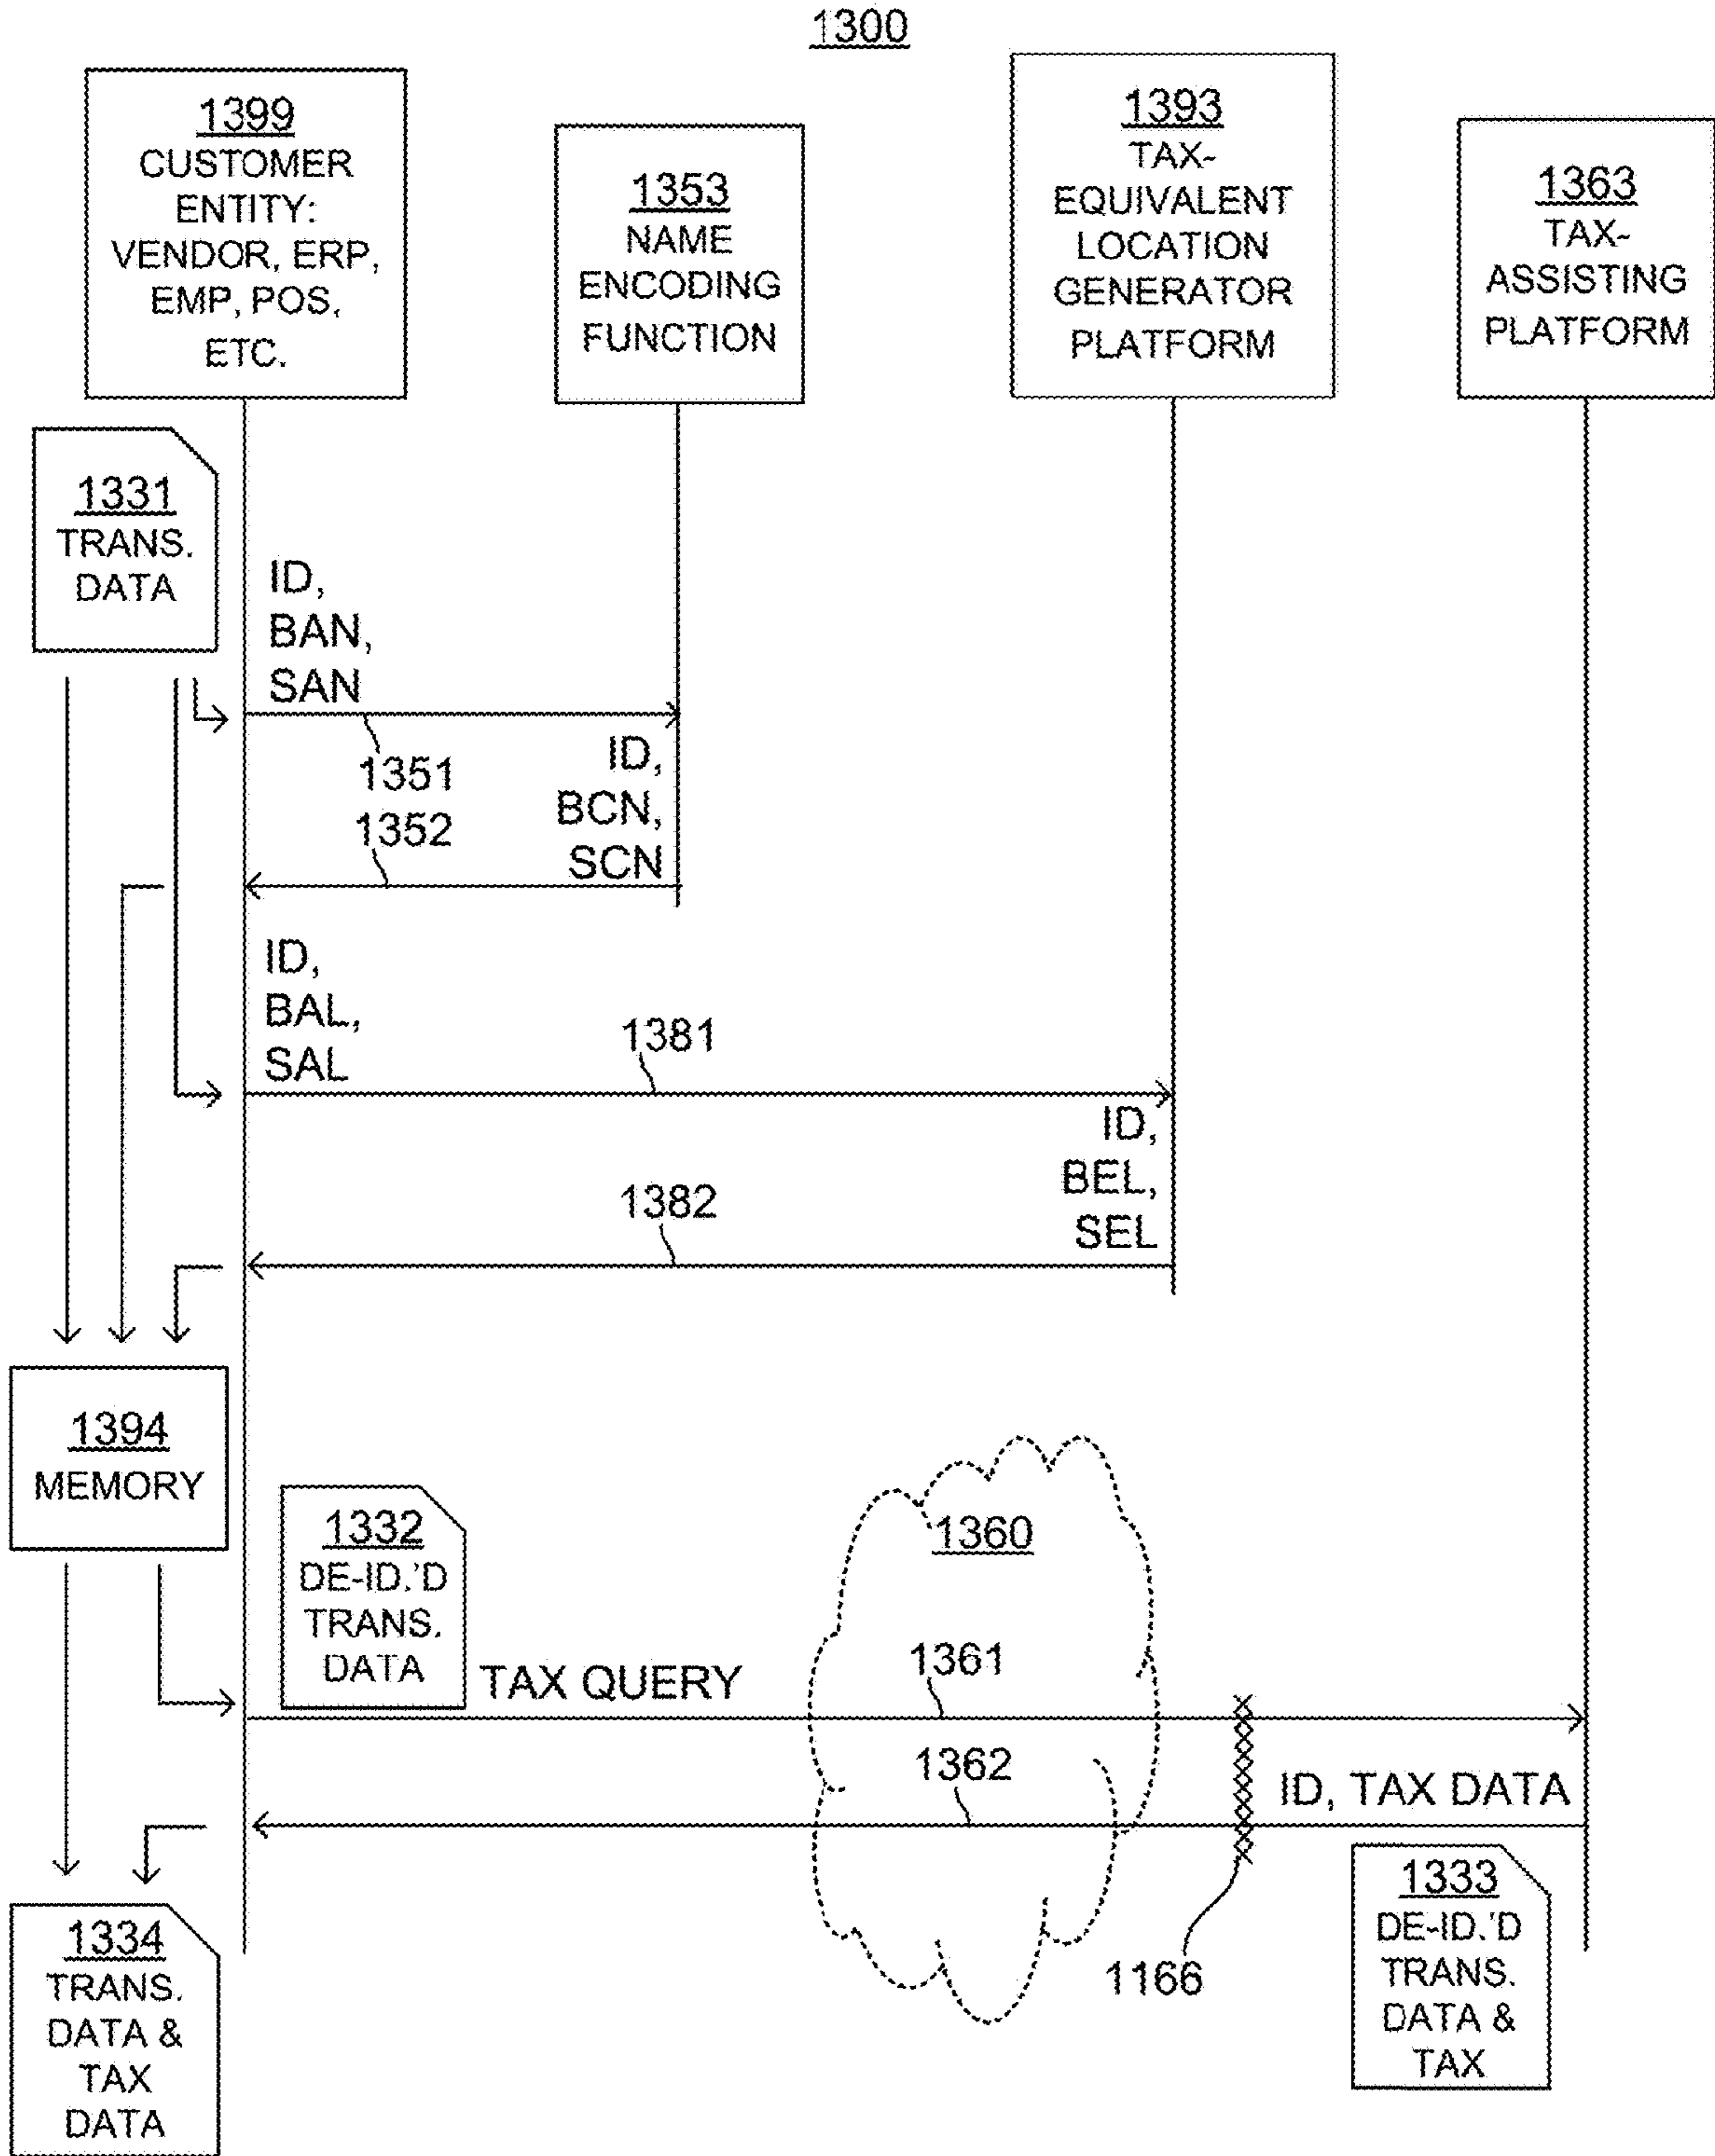 1300
1399
CUSTOMER
ENTITY:
VENDOR, ERP,
EMP, POS,
ETC.
1353
NAME
ENCODING
FUNCTION
1393
TAX-
EQUIVALENT
LOCATION
GENERATOR
PLATFORM
1363
TAX-
ASSISTING
PLATFORM
1331
TRANS.
DATA
ID,
BAN,
SAN
1351
ID,
BCN,
SCN
1352
ID,
BAL,
SAL
1381
ID,
BEL,
SEL
1382
1394
MEMORY
1332
DE-ID.'D
TRANS.
DATA
TAX QUERY
1360
1361
1362
ID, TAX DATA
1166
1333
DE-ID.'D
TRANS.
DATA &
TAX
1334
TRANS.
DATA &
TAX
DATA